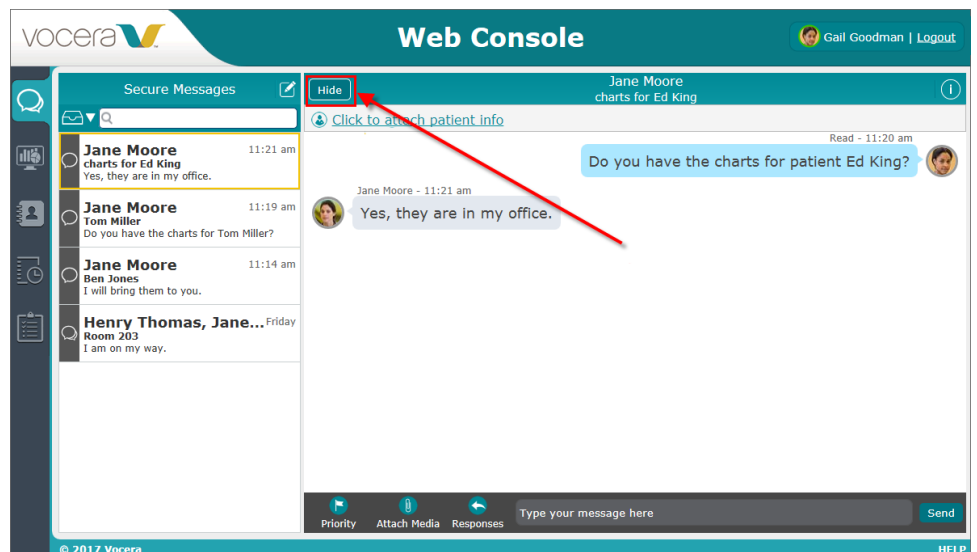 vocera
Web Console
Gail Goodman | Logout
Secure Messages
Hide
Jane Moore
charts for Ed King
Click to attach patient info
Jane Moore 11:21 am
charts for Ed King
Yes, they are in my office.
Jane Moore 11:19 am
Tom Miller
Do you have the charts for Tom Miller?
Jane Moore 11:14 am
Ben Jones
I will bring them to you.
Henry Thomas, Jane... Friday
Room 203
I am on my way.
Read - 11:20 am
Do you have the charts for patient Ed King?
Jane Moore - 11:21 am
Yes, they are in my office.
Priority
Attach Media
Responses
Type your message here
Send
© 2017 Vocera
HELP